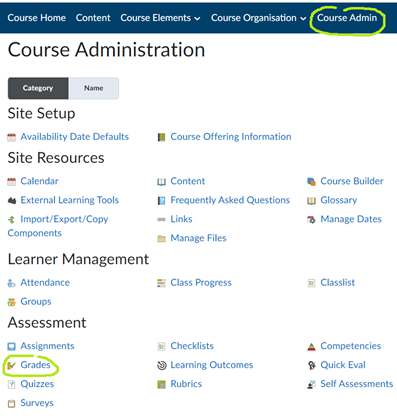 Course Home Content Course Elements Course Organisation Course Admin
Course Administration
Category Name
Site Setup
Availability Date Defaults Course Offering Information
Site Resources
Calendar Content Course Builder
External Learning Tools Frequently Asked Questions Glossary
Import/Export/Copy Components Links Manage Dates
Manage Files
Learner Management
Attendance Class Progress Classlist
Groups
Assessment
Assignments Checklists Competencies
Grades Learning Outcomes Quick Eval
Quizzes Rubrics Self Assessments
Surveys